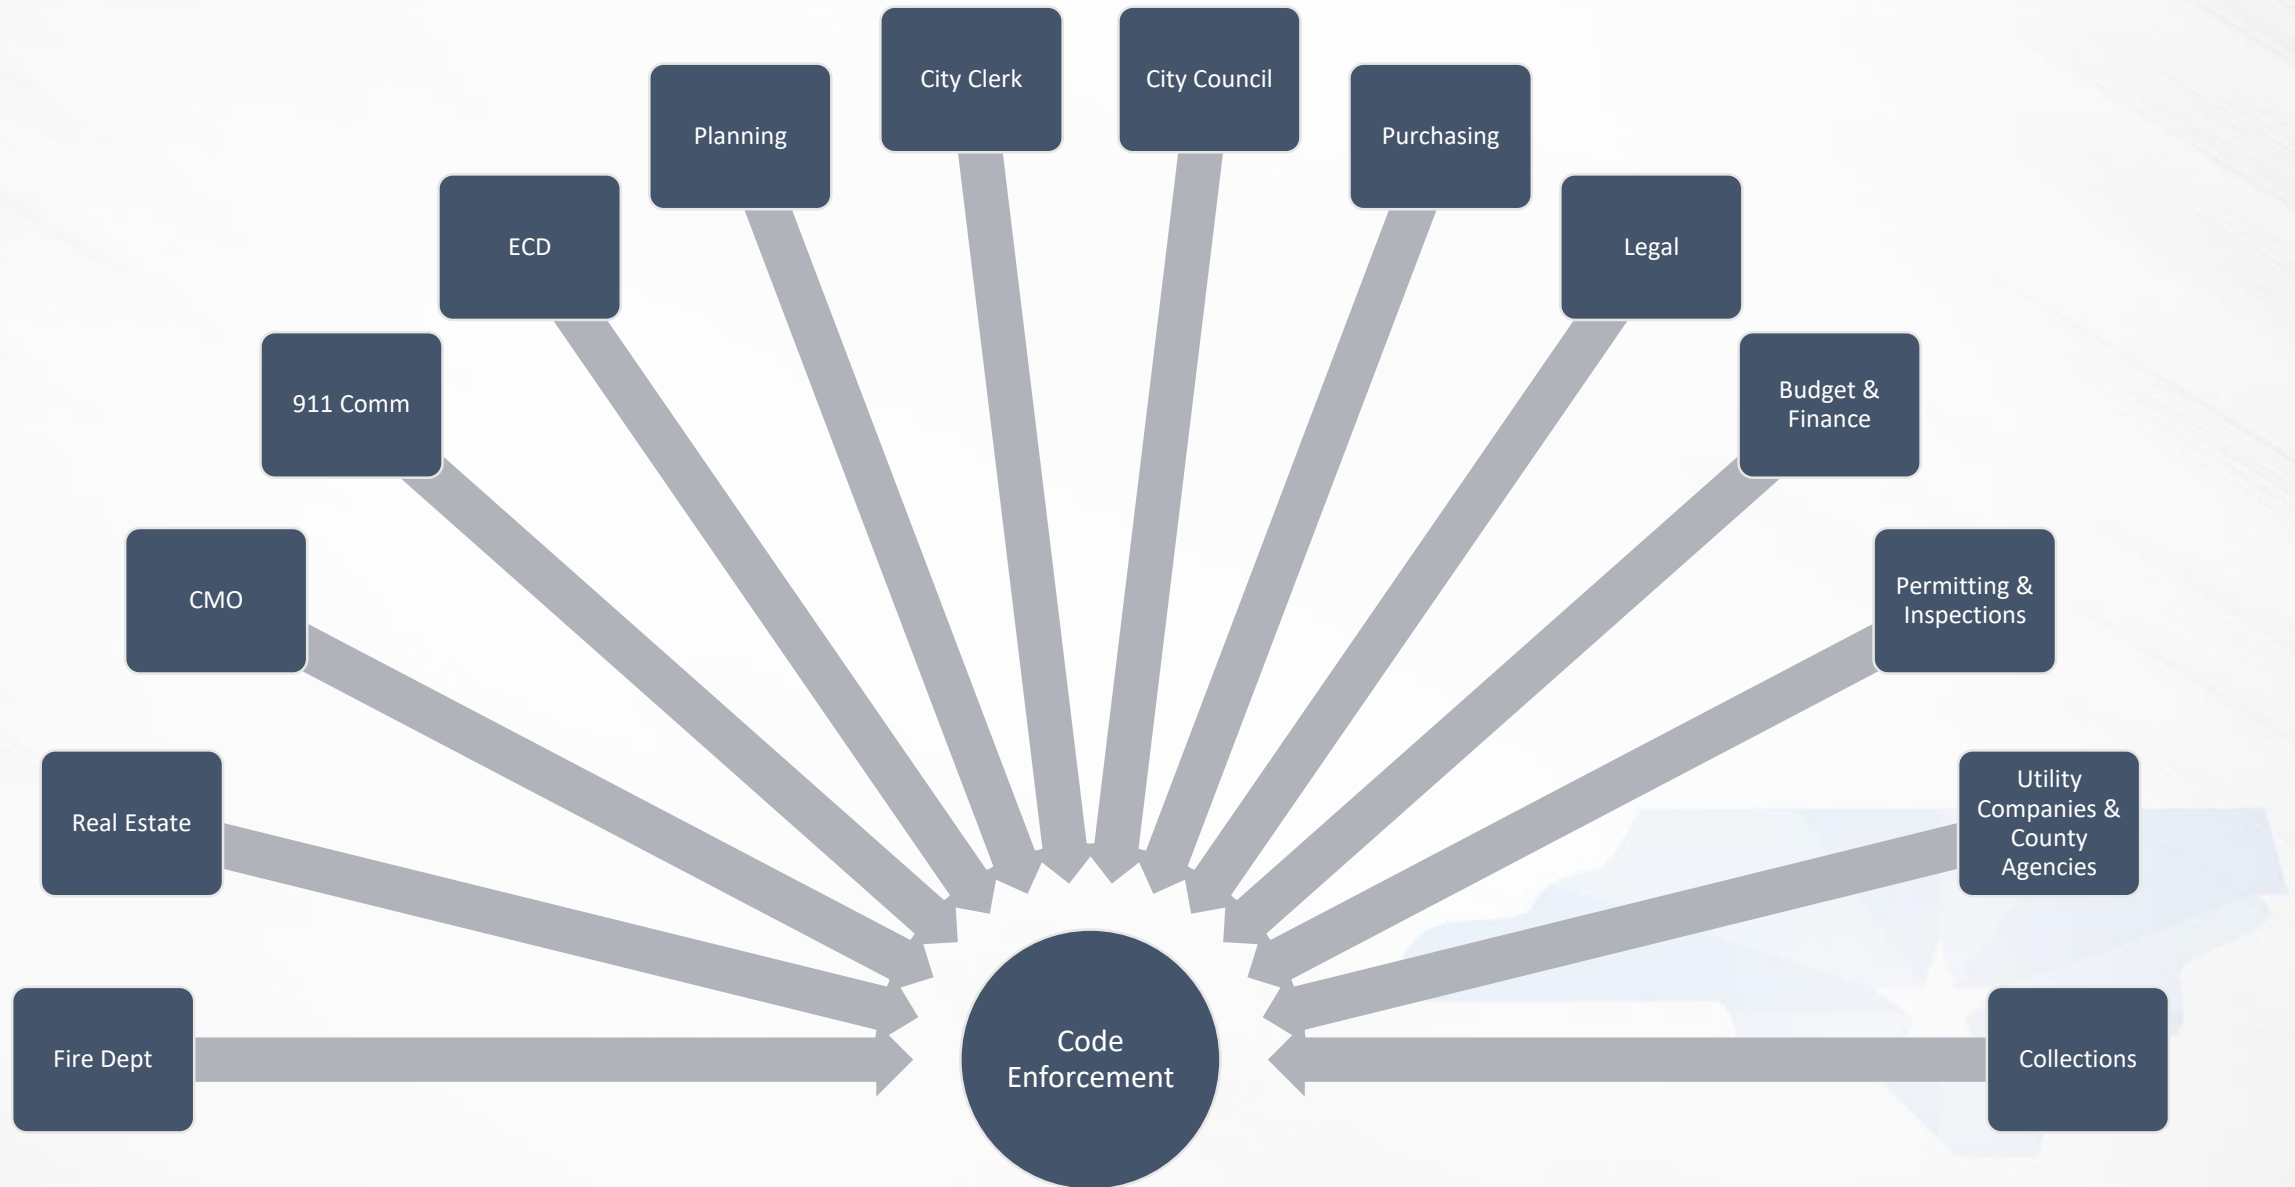 City Clerk
City Council
Planning
Purchasing
ECD
Legal
911 Comm
Budget &
Finance
CMO
Permitting &
Inspections
Real Estate
Utility
Companies &
County
Agencies
Fire Dept
Code
Enforcement
Collections